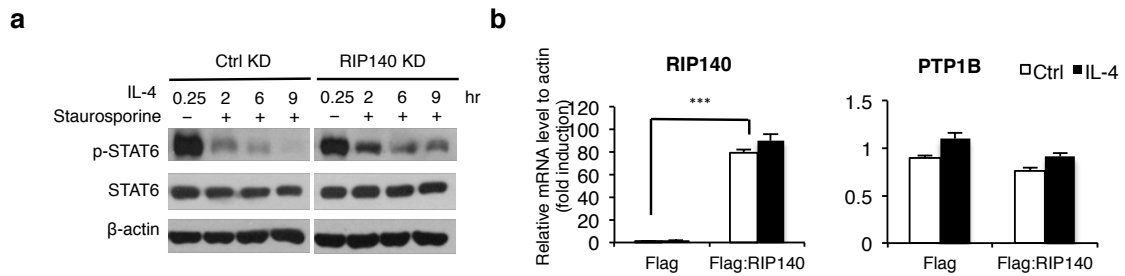 a
Ctrl KD RIP140 KD
IL-4 0.25 2 6 9 0.25 2 6 9 hr
Staurosporine – + + + – + + +
p-STAT6
STAT6
β-actin
b
RIP140
Relative mRNA level to actin
(fold induction)
120
100
80
60
40
20
0
***
Flag Flag:RIP140
PTP1B
Ctrl IL-4
1.5
1
0.5
0
Flag Flag:RIP140